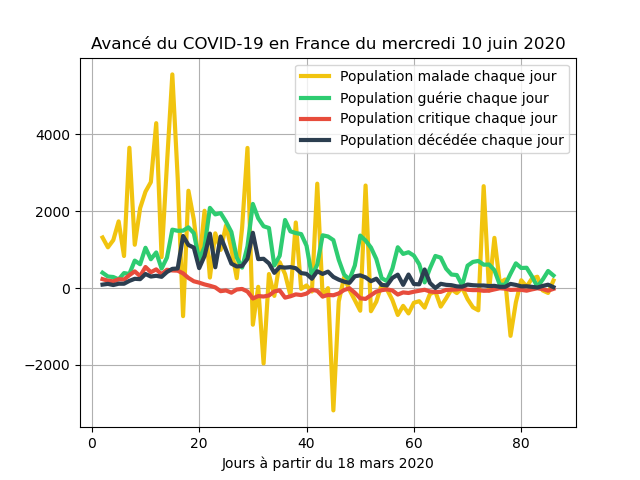 Avancé du COVID-19 en France du mercredi 10 juin 2020
Population malade chaque jour
Population guérie chaque jour
Population critique chaque jour
Population décédée chaque jour
4000
2000
0
−2000
0 20 40 60 80
Jours à partir du 18 mars 2020